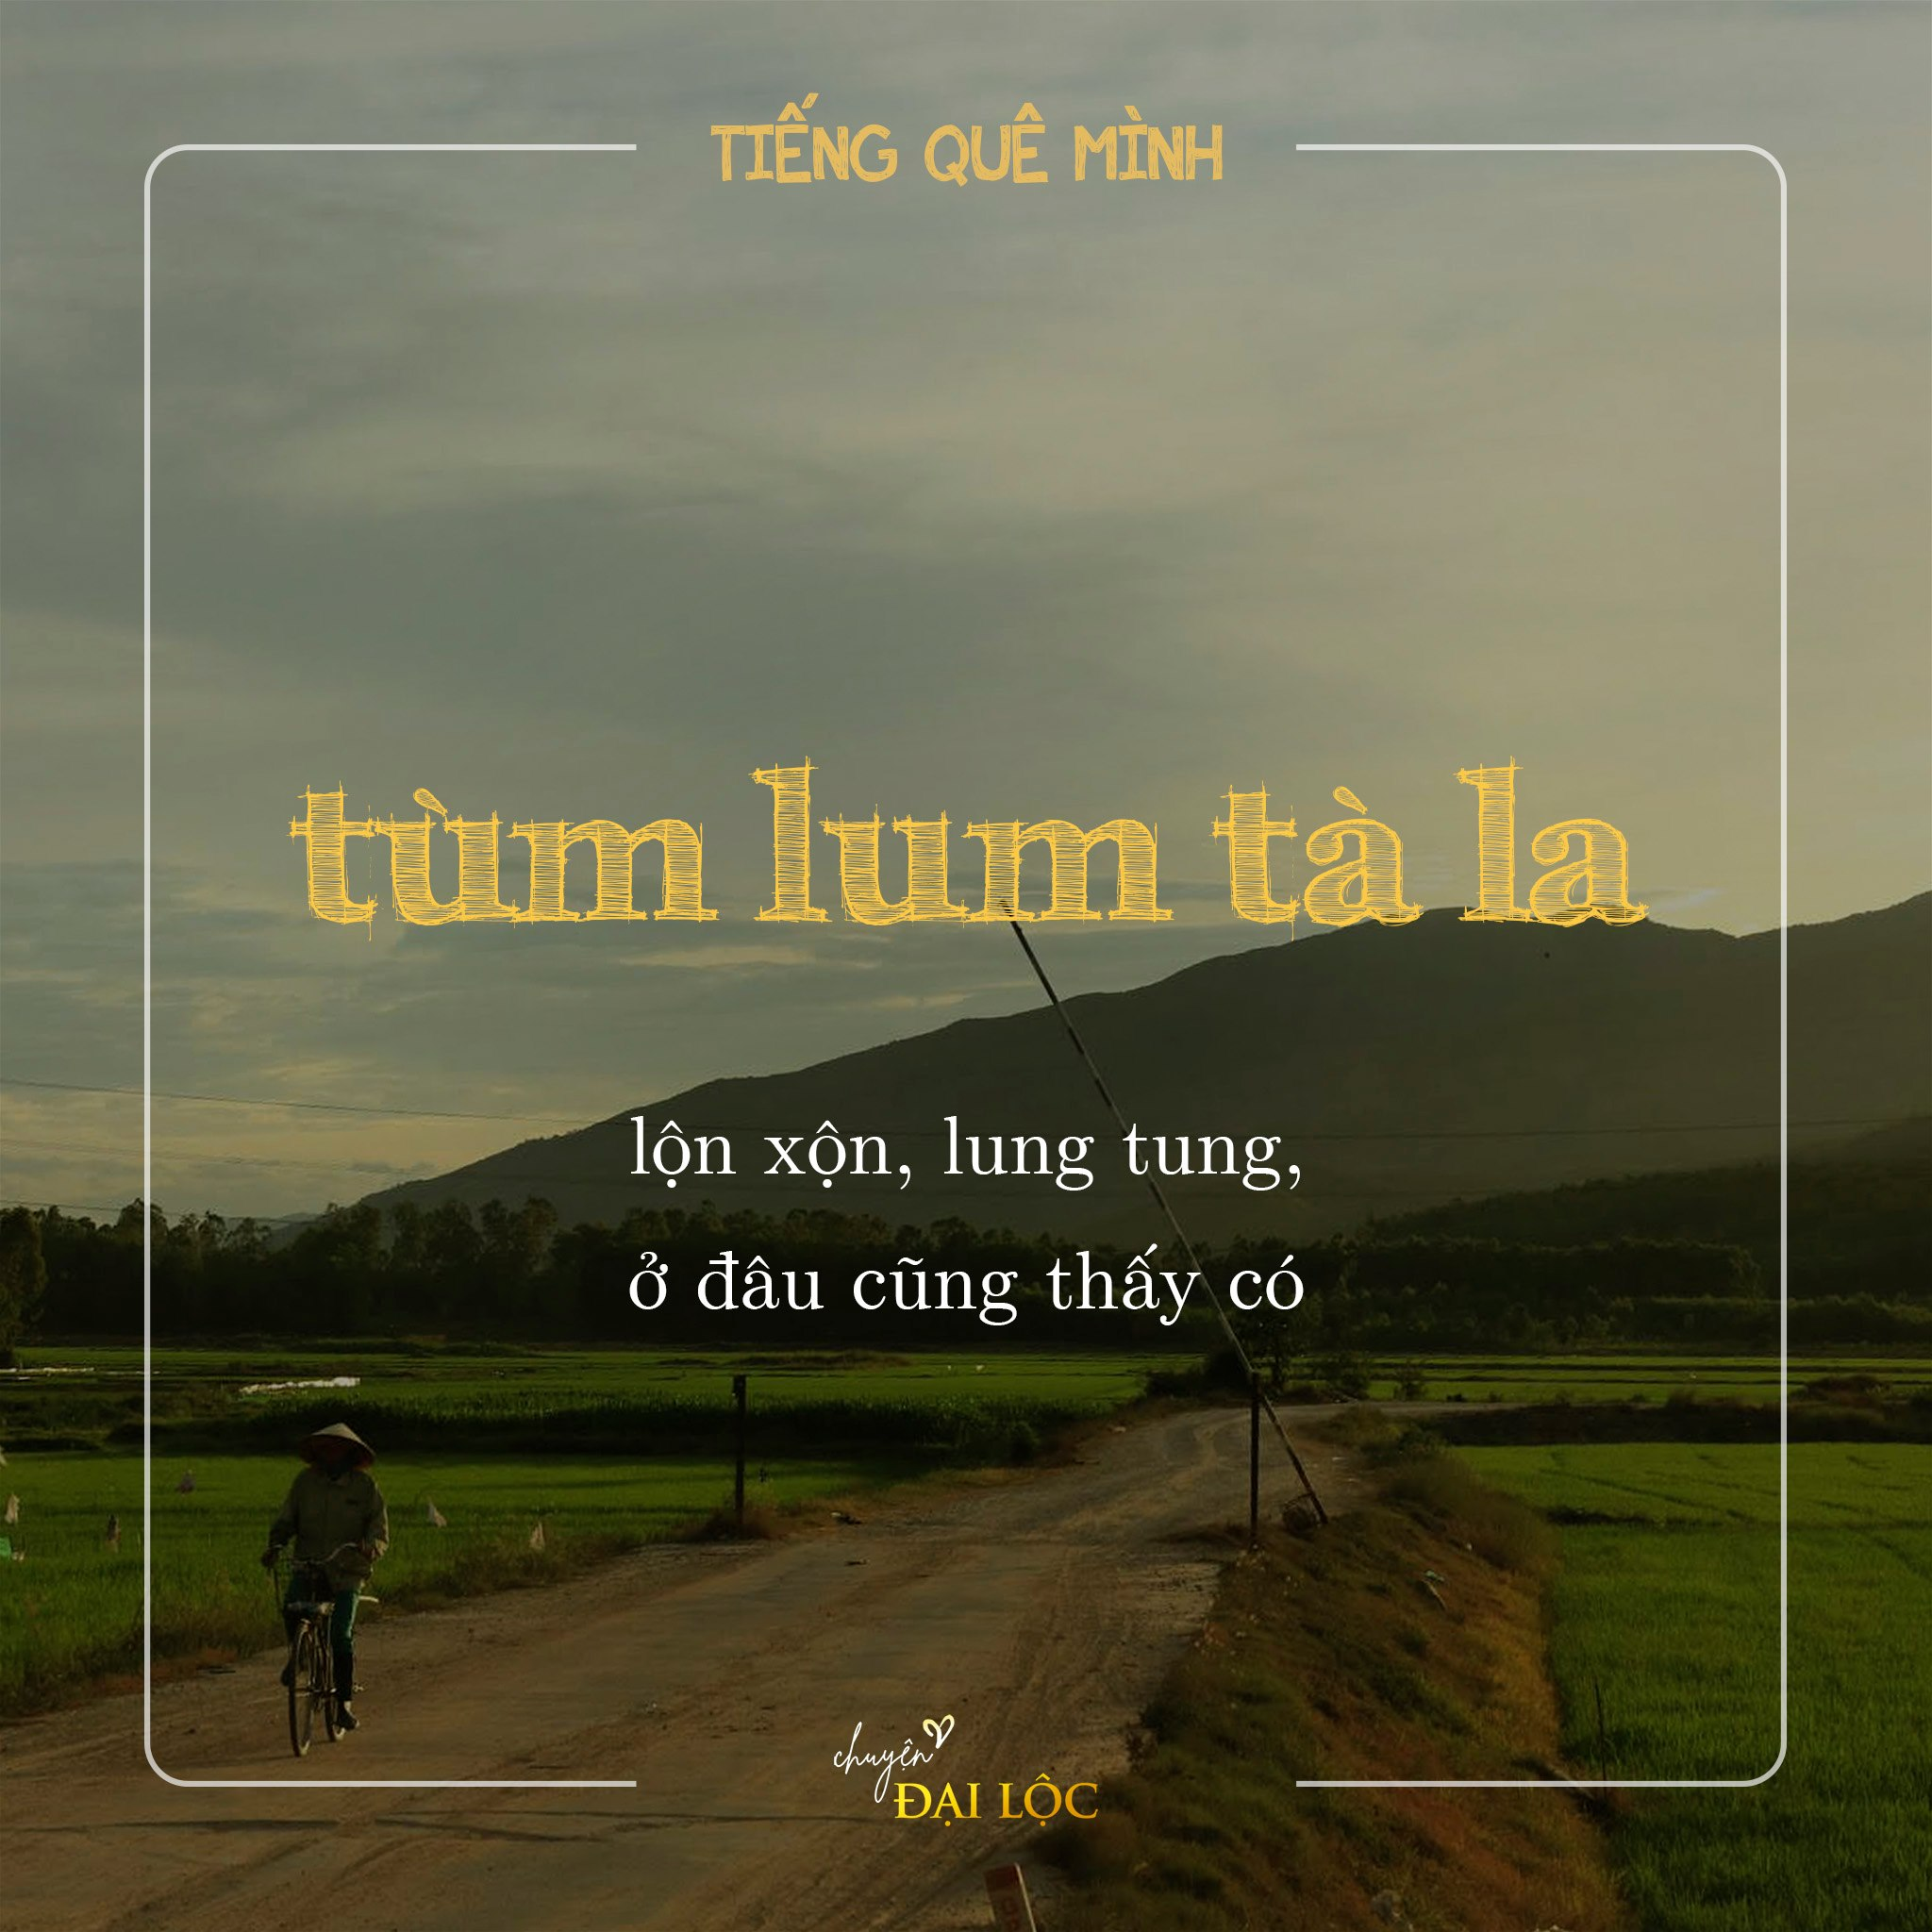 TIẾNG QUÊ MÌNH
tùm lum tà la
lộn xộn, lung tung,
ở đâu cũng thấy có
chuyện
ĐẠI LỘC